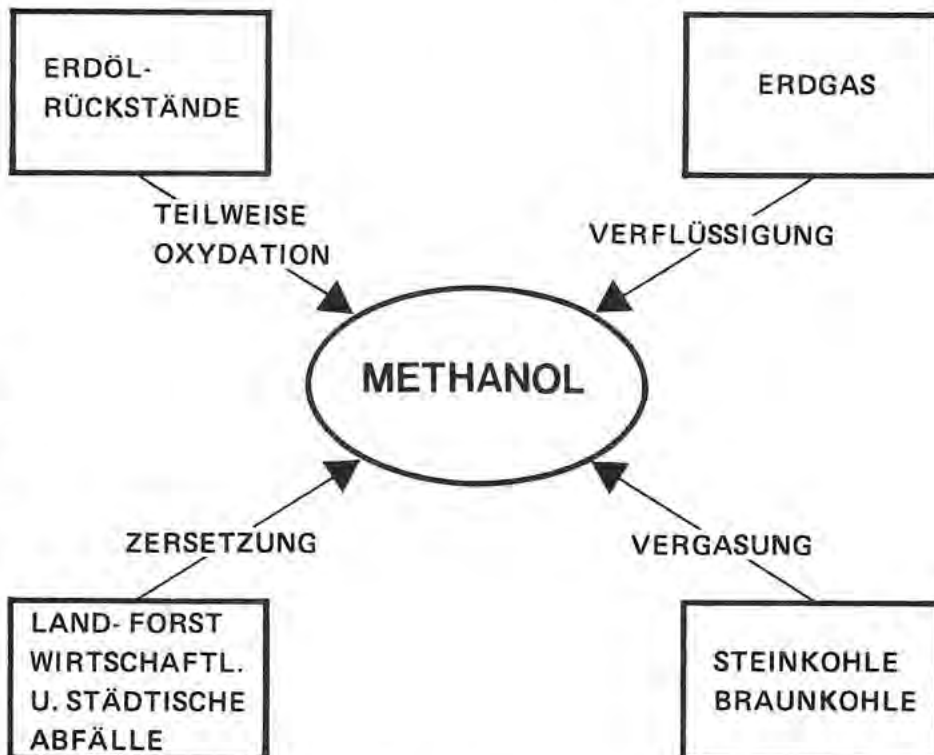 ERDÖL-
RÜCKSTÄNDE
ERDGAS
TEILWEISE
OXYDATION
VERFLÜSSIGUNG
METHANOL
ZERSETZUNG
VERGASUNG
LAND- FORST
WIRTSCHAFTL.
U. STÄDTISCHE
ABFÄLLE
STEINKOHLE
BRAUNKOHLE